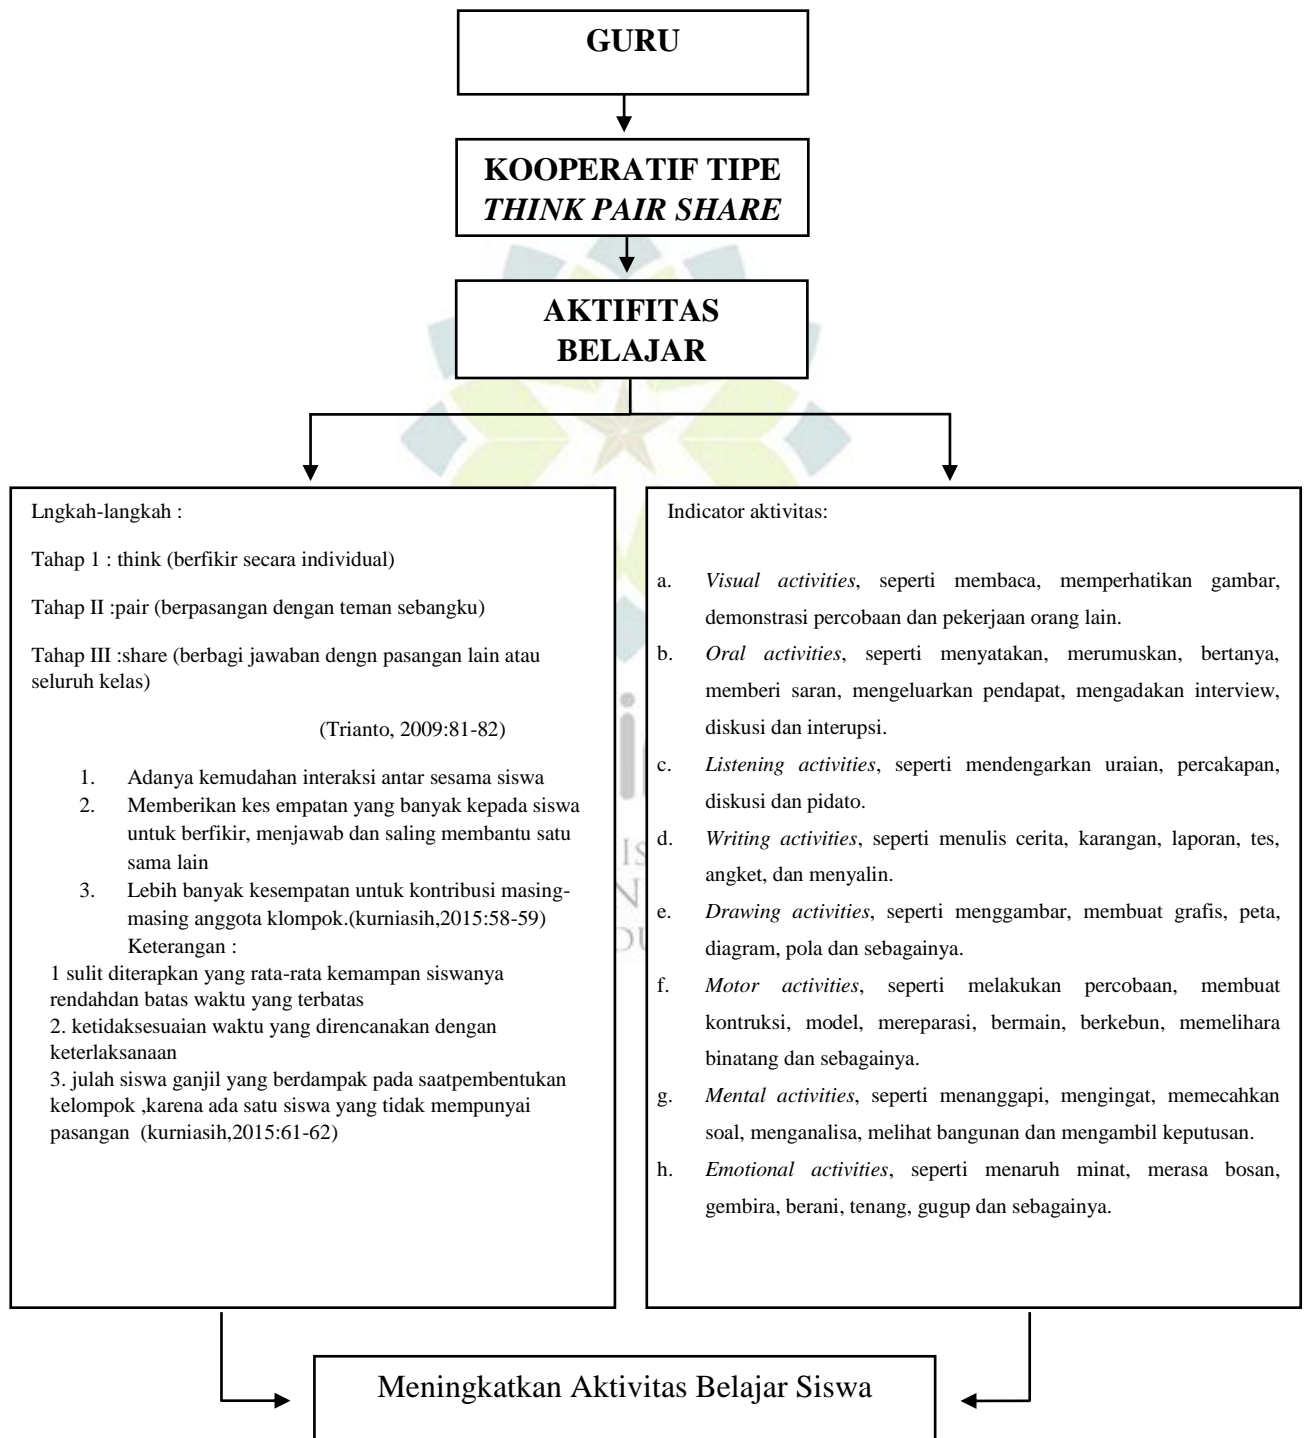 GURU
KOOPERATIF TIPE
THINK PAIR SHARE
AKTIFITAS
BELAJAR
Lngkah-langkah :
Tahap 1 : think (berfikir secara individual)
Tahap II :pair (berpasangan dengan teman sebangku)
Tahap III :share (berbagi jawaban dengn pasangan lain atau
seluruh kelas)
(Trianto, 2009:81-82)
1. Adanya kemudahan interaksi antar sesama siswa
2. Memberikan kes empatan yang banyak kepada siswa
untuk berfikir, menjawab dan saling membantu satu
sama lain
3. Lebih banyak kesempatan untuk kontribusi masing-
masing anggota klompok.(kurniasih,2015:58-59)
Keterangan :
1 sulit diterapkan yang rata-rata kemampan siswanya
rendahdan batas waktu yang terbatas
2. ketidaksesuaian waktu yang direncanakan dengan
keterlaksanaan
3. julah siswa ganjil yang berdampak pada saatpembentukan
kelompok ,karena ada satu siswa yang tidak mempunyai
pasangan (kurniasih,2015:61-62)
Indicator aktivitas:
a. Visual activities, seperti membaca, memperhatikan gambar,
demonstrasi percobaan dan pekerjaan orang lain.
b. Oral activities, seperti menyatakan, merumuskan, bertanya,
memberi saran, mengeluarkan pendapat, mengadakan interview,
diskusi dan interupsi.
c. Listening activities, seperti mendengarkan uraian, percakapan,
diskusi dan pidato.
d. Writing activities, seperti menulis cerita, karangan, laporan, tes,
angket, dan menyalin.
e. Drawing activities, seperti menggambar, membuat grafis, peta,
diagram, pola dan sebagainya.
f. Motor activities, seperti melakukan percobaan, membuat
kontruksi, model, mereparasi, bermain, berkebun, memelihara
binatang dan sebagainya.
g. Mental activities, seperti menanggapi, mengingat, memecahkan
soal, menganalisa, melihat bangunan dan mengambil keputusan.
h. Emotional activities, seperti menaruh minat, merasa bosan,
gembira, berani, tenang, gugup dan sebagainya.
Meningkatkan Aktivitas Belajar Siswa